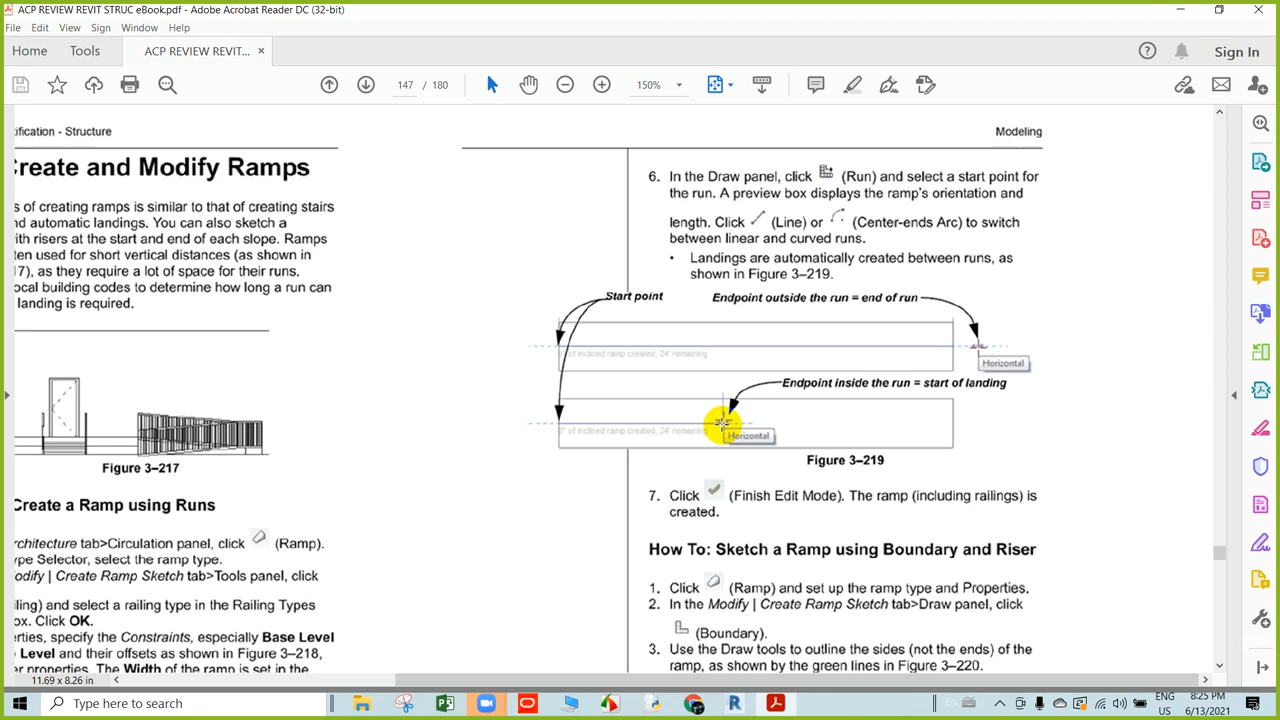 ACP REVIEW REVIT STRUC eBook.pdf - Adobe Acrobat Reader DC (32-bit)
File Edit View Sign Window Help
Home Tools ACP REVIEW REVIT... × Sign In
147 / 180 150%
tification - Structure
Create and Modify Ramps
s of creating ramps is similar to that of creating stairs
nd automatic landings. You can also sketch a
ith risers at the start and end of each slope. Ramps
ten used for short vertical distances (as shown in
7), as they require a lot of space for their runs.
ocal building codes to determine how long a run can
landing is required.
Figure 3–217
Create a Ramp using Runs
rchitecture tab>Circulation panel, click (Ramp).
ype Selector, select the ramp type.
Modify | Create Ramp Sketch tab>Tools panel, click
iling) and select a railing type in the Railing Types
ox. Click OK.
erties, specify the Constraints, especially Base Level
Level and their offsets as shown in Figure 3–218,
er properties. The Width of the ramp is set in the
Modeling
6. In the Draw panel, click (Run) and select a start point for
the run. A preview box displays the ramp's orientation and
length. Click (Line) or (Center-ends Arc) to switch
between linear and curved runs.
• Landings are automatically created between runs, as
shown in Figure 3–219.
Start point Endpoint outside the run = end of run
of inclined ramp created, 24' remaining
Horizontal
Endpoint inside the run = start of landing
of inclined ramp created, 24' remaining
Horizontal
Figure 3–219
7. Click (Finish Edit Mode). The ramp (including railings) is
created.
How To: Sketch a Ramp using Boundary and Riser
1. Click (Ramp) and set up the ramp type and Properties.
2. In the Modify | Create Ramp Sketch tab>Draw panel, click
(Boundary).
3. Use the Draw tools to outline the sides (not the ends) of the
ramp, as shown by the green lines in Figure 3–220.
11.69 x 8.26 in
Type here to search
ENG
US
8:25 PM
6/13/2021